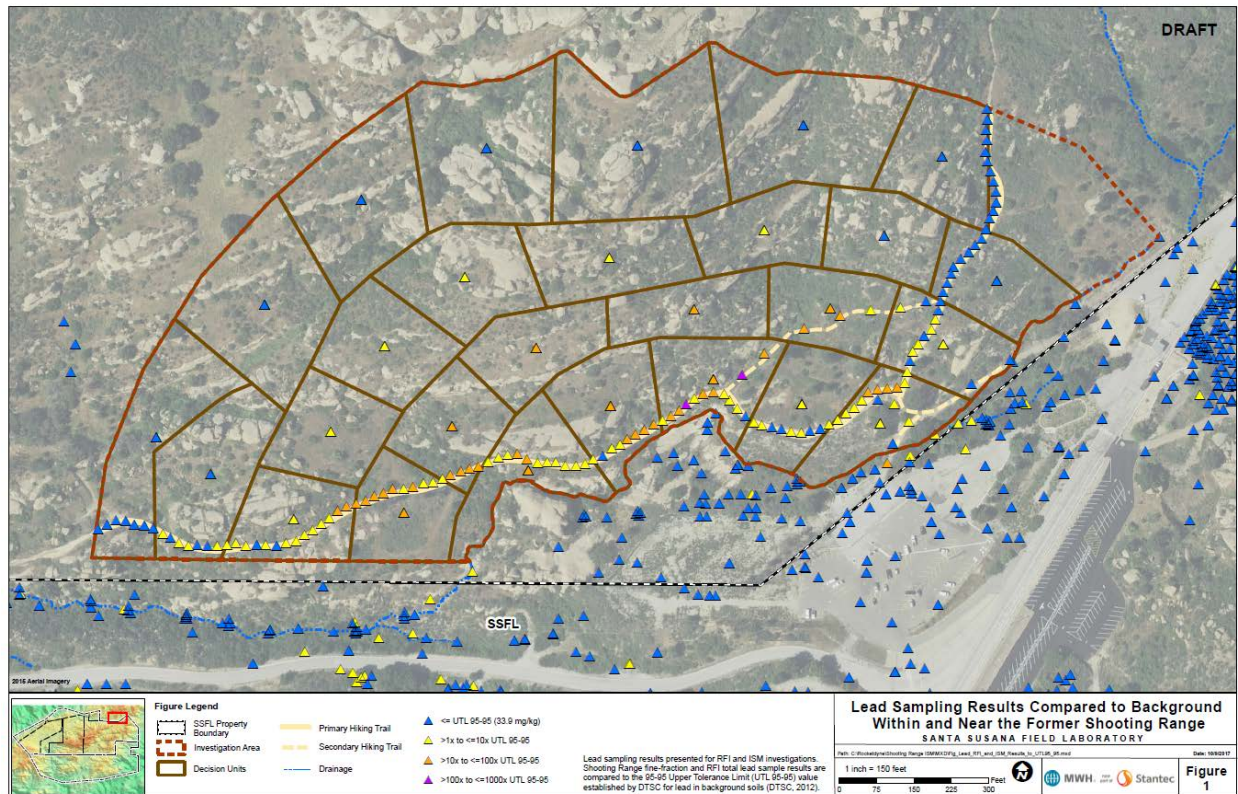 DRAFT
SSFL
2015 Aerial Imagery
Figure Legend
SSFL Property
Boundary
Investigation Area
Decision Units
Primary Hiking Trail
Secondary Hiking Trail
Drainage
<= UTL 95-95 (33.9 mg/kg)
>1x to <=10x UTL 95-95
>10x to <=100x UTL 95-95
>100x to <=1000x UTL 95-95
Lead sampling results presented for RFI and ISM investigations.
Shooting Range fine-fraction and RFI total lead sample results are
compared to the 95-95 Upper Tolerance Limit (UTL 95-95) value
established by DTSC for lead in background soils (DTSC, 2012).
Lead Sampling Results Compared to Background
Within and Near the Former Shooting Range
SANTA SUSANA FIELD LABORATORY
Date: 10/9/2017
1 inch = 150 feet
Feet
0 75 150 225 300
MWH
Stantec
Figure
1